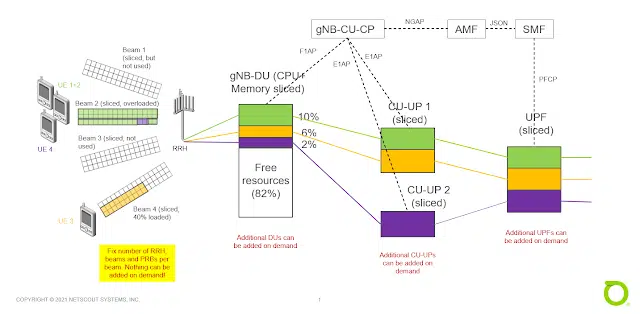 gNB-CU-CP
NGAP
AMF
JSON
SMF
Beam 1
(sliced, but
not used)
F1AP
E1AP
E1AP
PFCP
UE 1+2
gNB-DU (CPU+
Memory sliced)
Beam 2 (sliced, overloaded)
CU-UP 1
(sliced)
UPF
(sliced)
10%
6%
2%
UE 4
Beam 3 (sliced, not
used)
RRH
Free
resources
(82%)
CU-UP 2
(sliced)
UE 3
Beam 4 (sliced,
40% loaded)
Additional DUs can
be added on demand
Additional UPFs can
be added on demand
Additional CU-UPs
can be added on
demand
Fix number of RRH,
beams and PRBs per
beam. Nothing can be
added on demand!
COPYRIGHT © 2021 NETSCOUT SYSTEMS, INC.